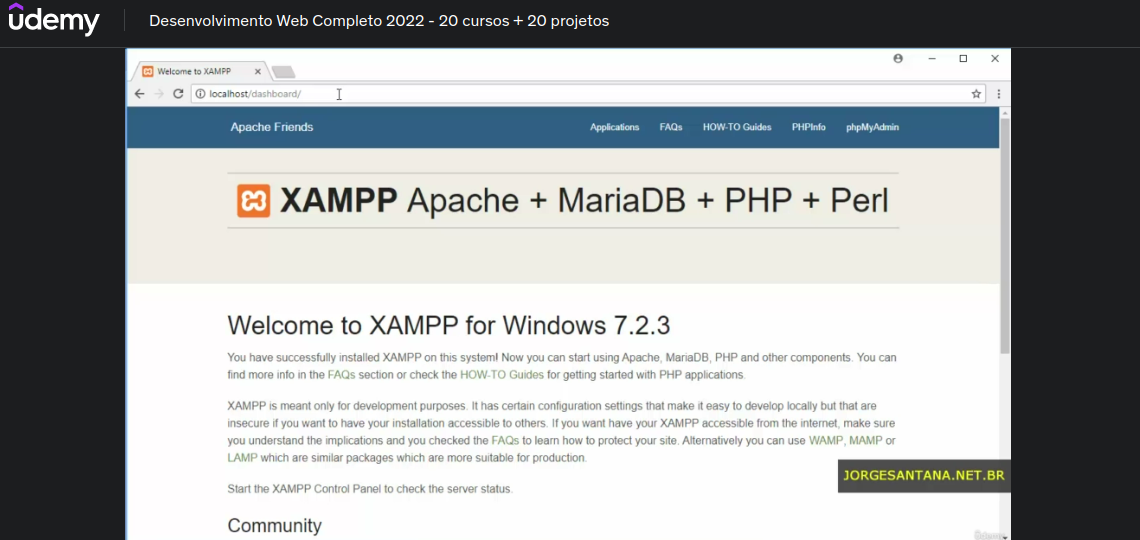 udemy
Desenvolvimento Web Completo 2022 - 20 cursos + 20 projetos
Welcome to XAMPP
localhost/dashboard/
Apache Friends
Applications FAQs HOW-TO Guides PHPInfo phpMyAdmin
XAMPP Apache + MariaDB + PHP + Perl
Welcome to XAMPP for Windows 7.2.3
You have successfully installed XAMPP on this system! Now you can start using Apache, MariaDB, PHP and other components. You can
find more info in the FAQs section or check the HOW-TO Guides for getting started with PHP applications.
XAMPP is meant only for development purposes. It has certain configuration settings that make it easy to develop locally but that are
insecure if you want to have your installation accessible to others. If you want have your XAMPP accessible from the internet, make sure
you understand the implications and you checked the FAQs to learn how to protect your site. Alternatively you can use WAMP, MAMP or
LAMP which are similar packages which are more suitable for production.
JORGESANTANA.NET.BR
Start the XAMPP Control Panel to check the server status.
Community